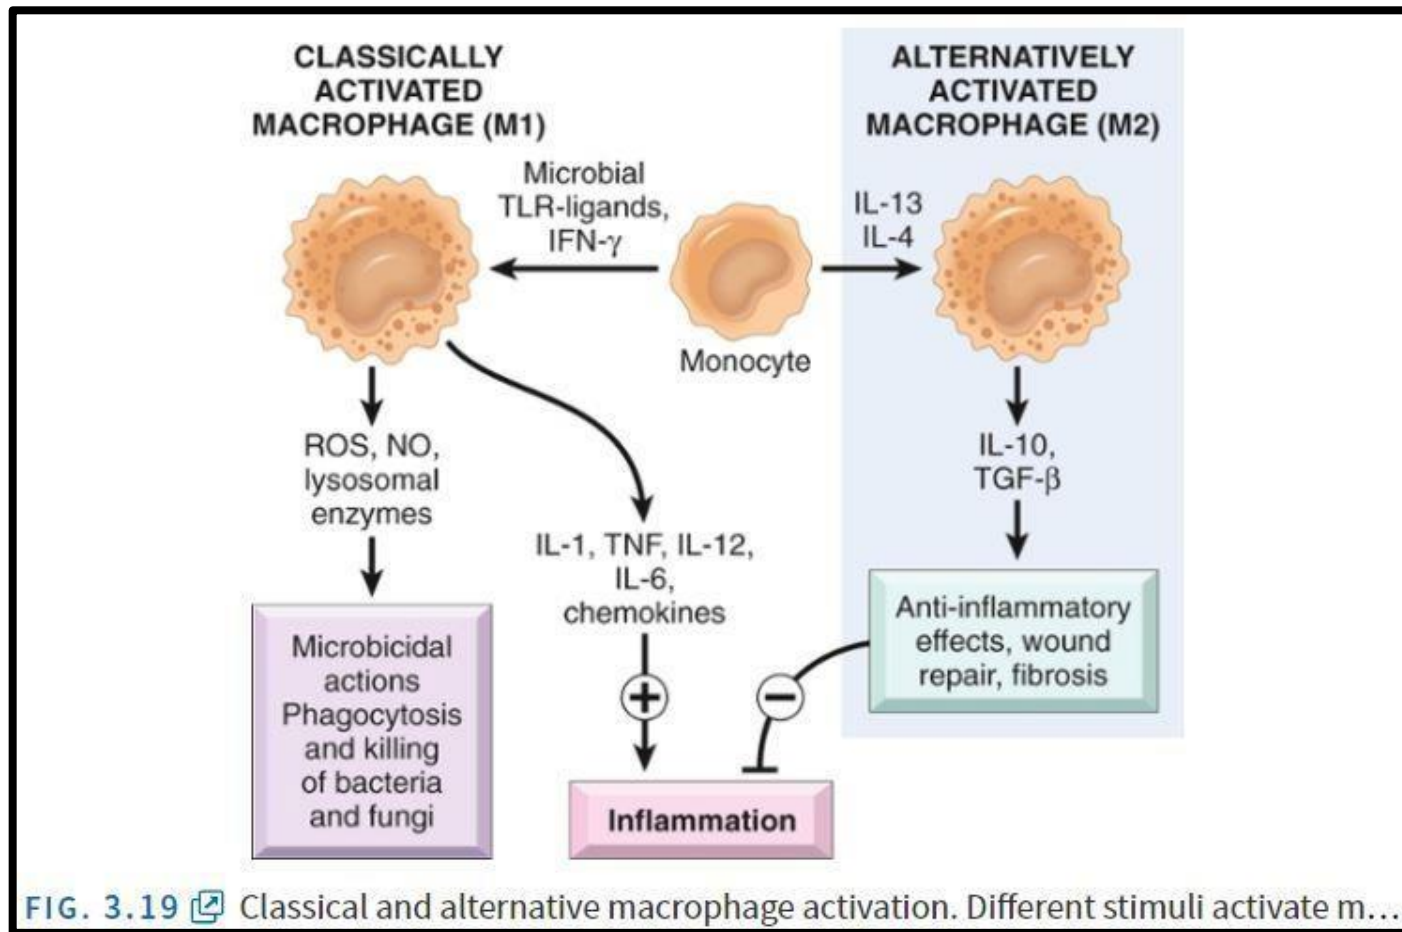 CLASSICALLY
ACTIVATED
MACROPHAGE (M1)
ALTERNATIVELY
ACTIVATED
MACROPHAGE (M2)
Microbial
TLR-ligands,
IFN-γ
IL-13
IL-4
Monocyte
ROS, NO,
lysosomal
enzymes
IL-1, TNF, IL-12,
IL-6,
chemokines
IL-10,
TGF-β
Microbicidal
actions
Phagocytosis
and killing
of bacteria
and fungi
Anti-inflammatory
effects, wound
repair, fibrosis
+
−
Inflammation
FIG. 3.19 Classical and alternative macrophage activation. Different stimuli activate m...